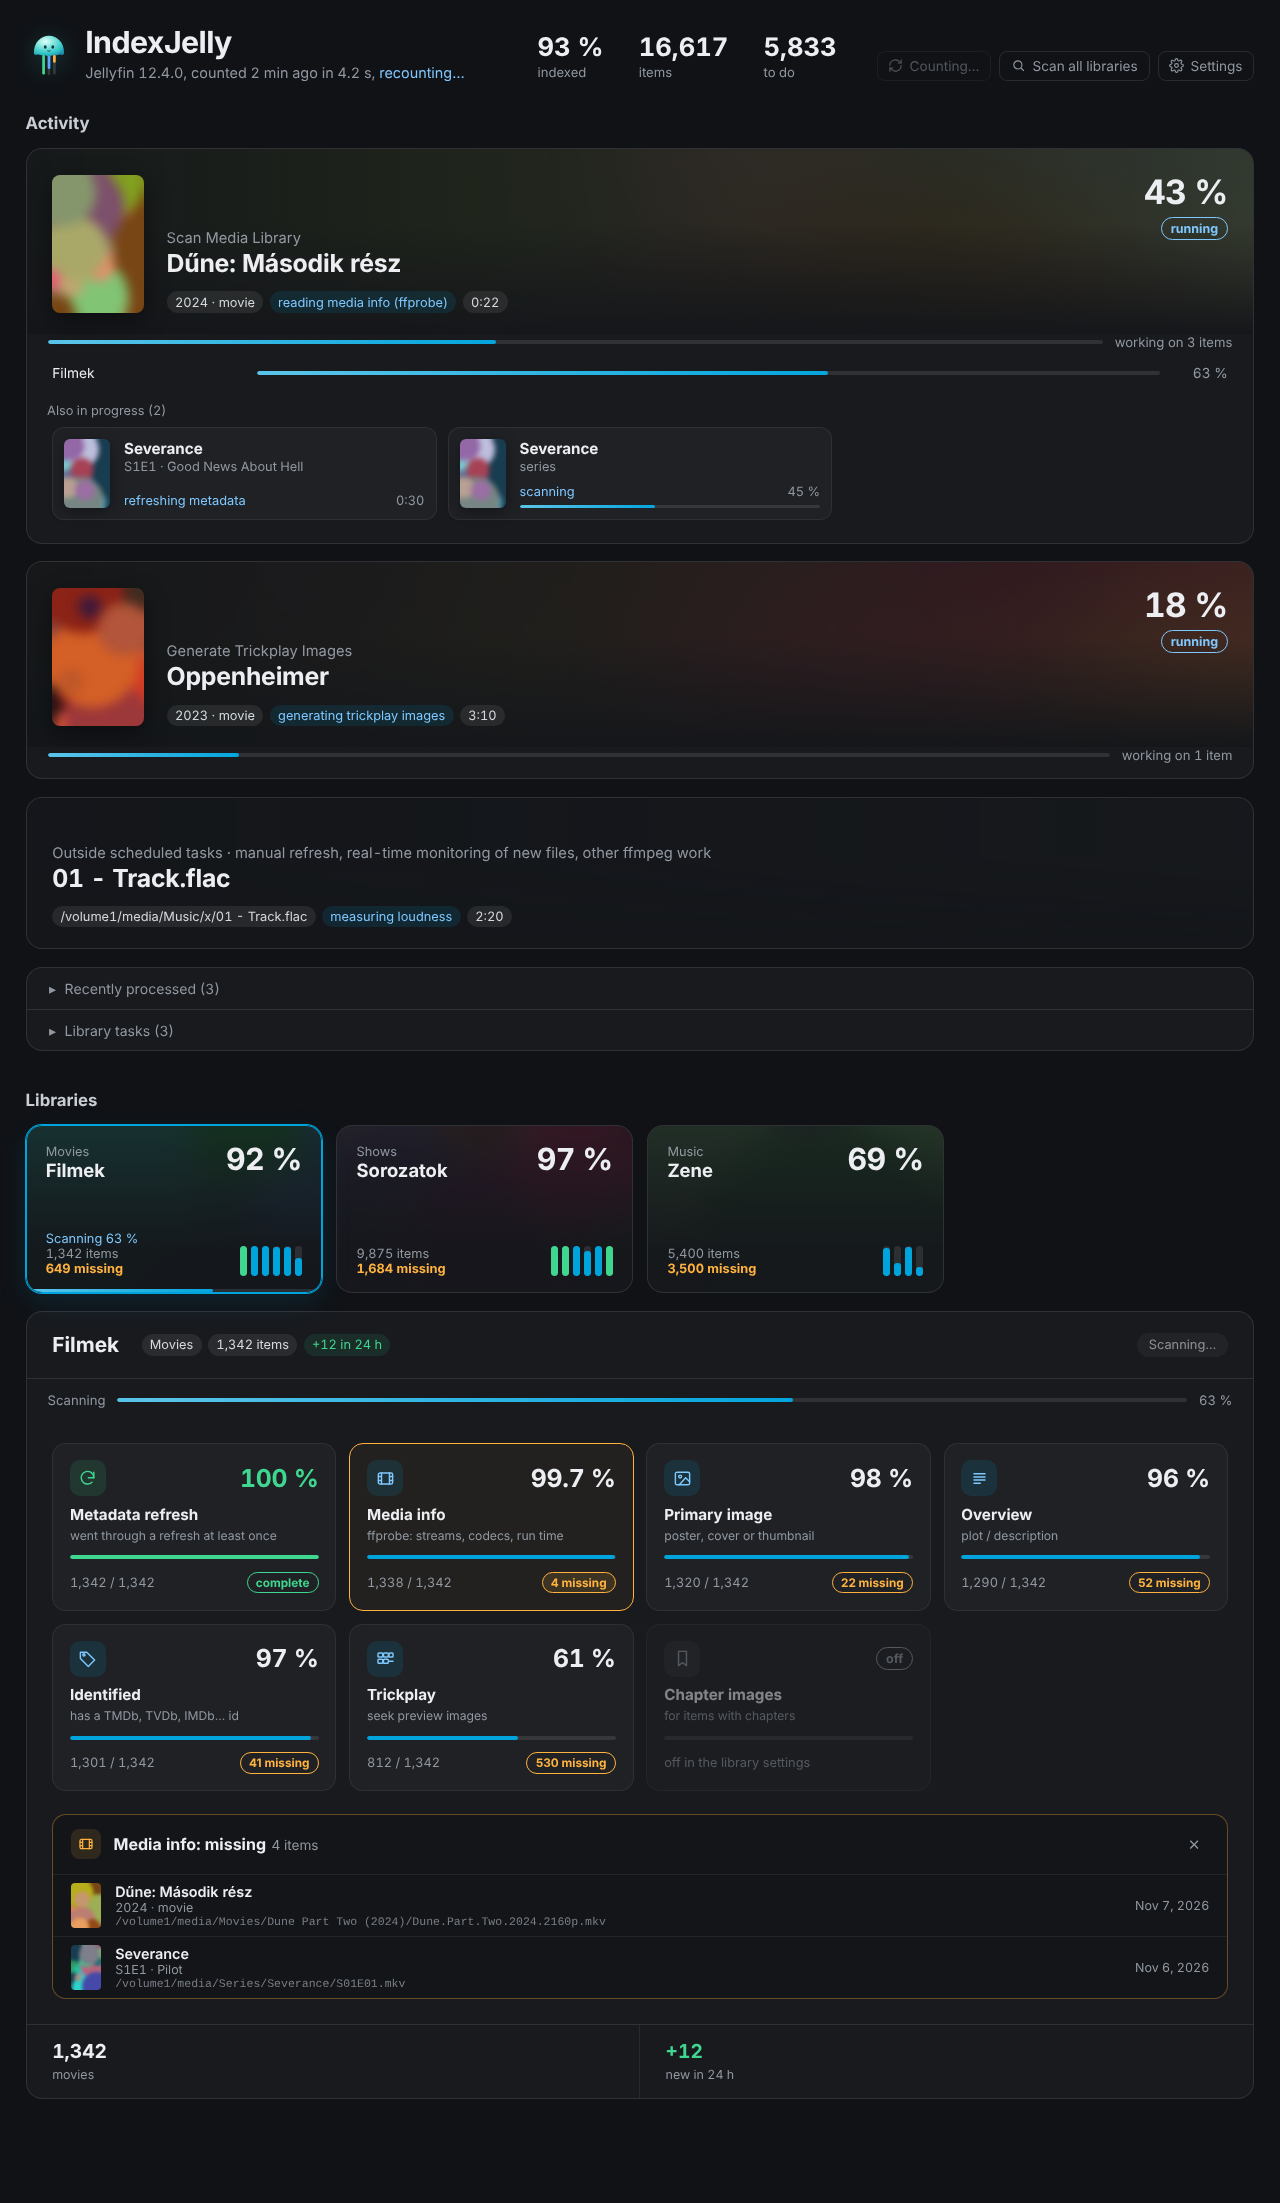 IndexJelly
Jellyfin 12.4.0, counted 2 min ago in 4.2 s, recounting...
93 %
indexed
16,617
items
5,833
to do
Counting...
Scan all libraries
Settings
Activity
43 %
running
Scan Media Library
Dűne: Második rész
2024 · movie
reading media info (ffprobe)
0:22
working on 3 items
Filmek
63 %
Also in progress (2)
Severance
S1E1 · Good News About Hell
refreshing metadata
0:30
Severance
series
scanning
45 %
18 %
running
Generate Trickplay Images
Oppenheimer
2023 · movie
generating trickplay images
3:10
working on 1 item
Outside scheduled tasks · manual refresh, real-time monitoring of new files, other ffmpeg work
01 - Track.flac
/volume1/media/Music/x/01 - Track.flac
measuring loudness
2:20
▸ Recently processed (3)
▸ Library tasks (3)
Libraries
Movies
Filmek
92 %
Scanning 63 %
1,342 items
649 missing
Shows
Sorozatok
97 %
9,875 items
1,684 missing
Music
Zene
69 %
5,400 items
3,500 missing
Filmek
Movies
1,342 items
+12 in 24 h
Scanning...
Scanning
63 %
100 %
Metadata refresh
went through a refresh at least once
1,342 / 1,342
complete
99.7 %
Media info
ffprobe: streams, codecs, run time
1,338 / 1,342
4 missing
98 %
Primary image
poster, cover or thumbnail
1,320 / 1,342
22 missing
96 %
Overview
plot / description
1,290 / 1,342
52 missing
97 %
Identified
has a TMDb, TVDb, IMDb... id
1,301 / 1,342
41 missing
61 %
Trickplay
seek preview images
812 / 1,342
530 missing
off
Chapter images
for items with chapters
off in the library settings
Media info: missing 4 items
×
Dűne: Második rész
2024 · movie
/volume1/media/Movies/Dune Part Two (2024)/Dune.Part.Two.2024.2160p.mkv
Nov 7, 2026
Severance
S1E1 · Pilot
/volume1/media/Series/Severance/S01E01.mkv
Nov 6, 2026
1,342
movies
+12
new in 24 h